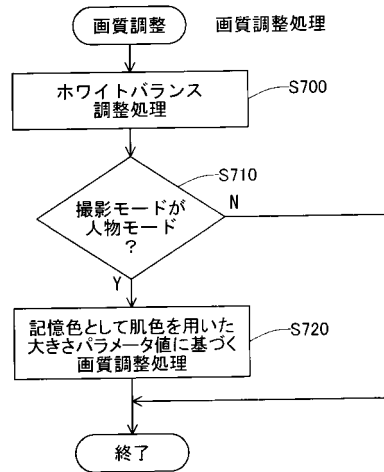 画質調整
画質調整処理
ホワイトバランス
調整処理
S700
S710
撮影モードが
人物モード
?
N
Y
記憶色として肌色を用いた
大きさパラメータ値に基づく
画質調整処理
S720
終了